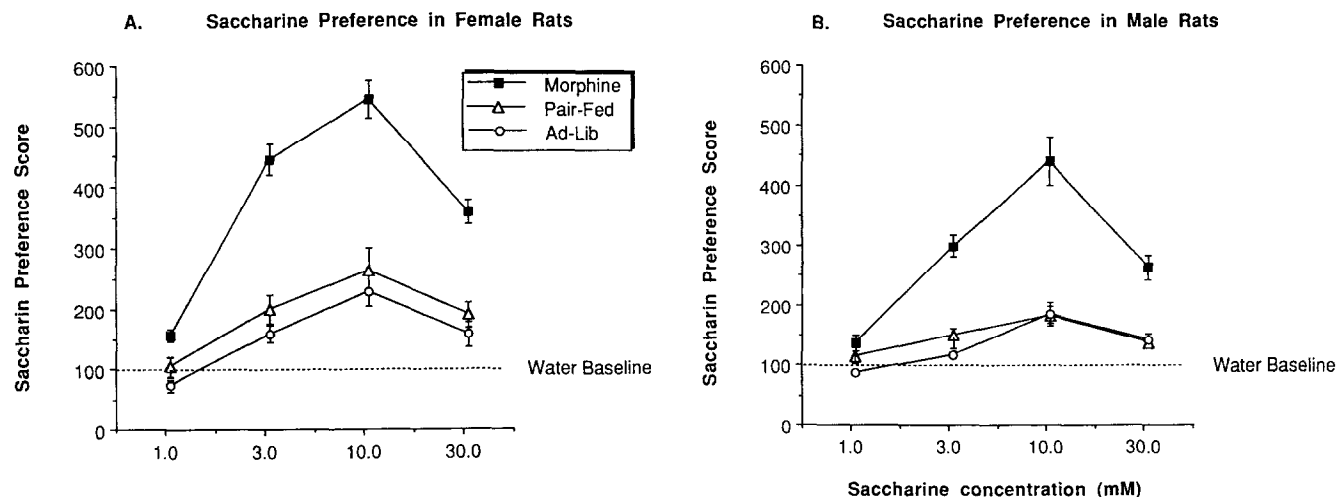 A. Saccharine Preference in Female Rats
Saccharin Preference Score
600
500
400
300
200
100
0
Morphine
Pair-Fed
Ad-Lib
Water Baseline
1.0 3.0 10.0 30.0
B. Saccharine Preference in Male Rats
Saccharin Preference Score
600
500
400
300
200
100
0
Water Baseline
1.0 3.0 10.0 30.0
Saccharine concentration (mM)